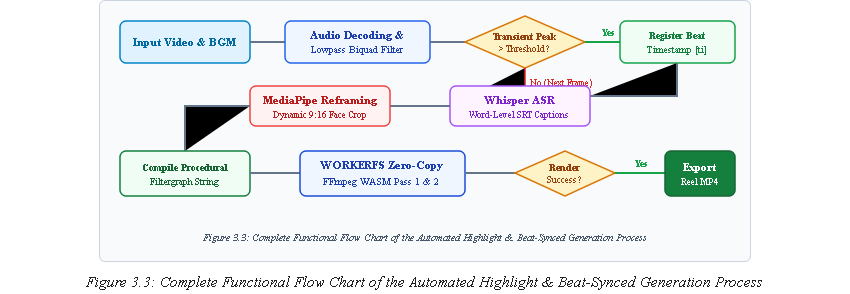 Input Video & BGM
Audio Decoding &
Lowpass Biquad Filter
Transient Peak
> Threshold?
Yes
Register Beat
Timestamp [ti]
No (Next Frame)
MediaPipe Reframing
Dynamic 9:16 Face Crop
Whisper ASR
Word-Level SRT Captions
Compile Procedural
Filtergraph String
WORKERFS Zero-Copy
FFmpeg WASM Pass 1 & 2
Render
Success?
Yes
Export
Reel MP4
Figure 3.3: Complete Functional Flow Chart of the Automated Highlight & Beat-Synced Generation Process
Figure 3.3: Complete Functional Flow Chart of the Automated Highlight & Beat-Synced Generation Process